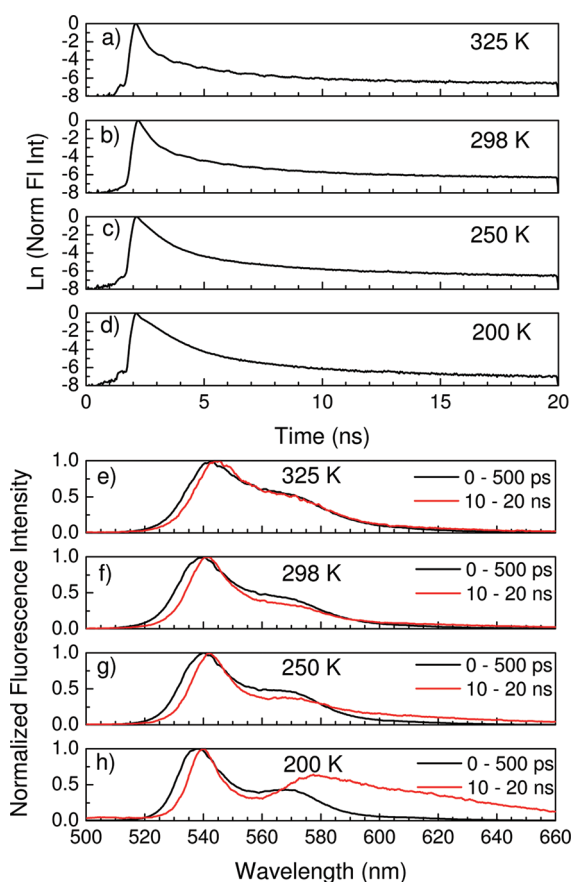 a)
325 K
0
-2
-4
-6
-8
b)
298 K
0
-2
-4
-6
-8
c)
250 K
0
-2
-4
-6
-8
d)
200 K
0
-2
-4
-6
-8
Ln (Norm Fl Int)
0 5 10 15 20
Time (ns)
e)
325 K
0 - 500 ps
10 - 20 ns
1.0
0.5
0.0
f)
298 K
0 - 500 ps
10 - 20 ns
1.0
0.5
0.0
g)
250 K
0 - 500 ps
10 - 20 ns
1.0
0.5
0.0
h)
200 K
0 - 500 ps
10 - 20 ns
1.0
0.5
0.0
Normalized Fluorescence Intensity
500 520 540 560 580 600 620 640 660
Wavelength (nm)